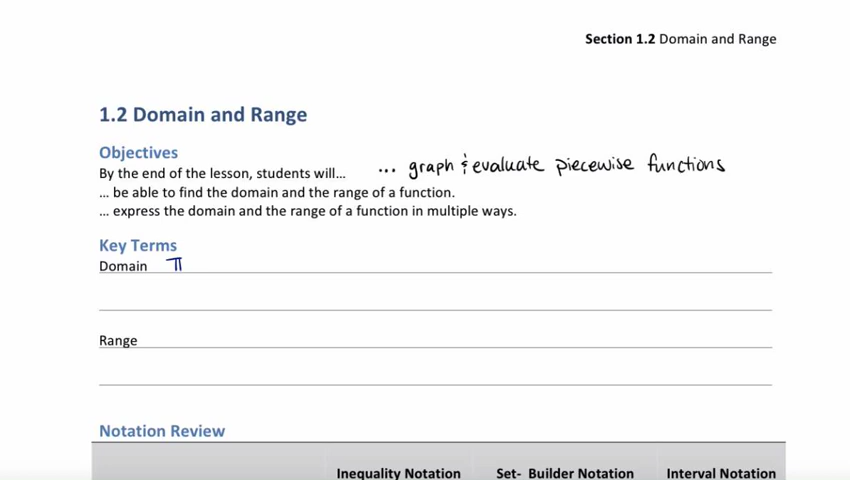 Section 1.2 Domain and Range
1.2 Domain and Range
Objectives
By the end of the lesson, students will... ... graph & evaluate piecewise functions
... be able to find the domain and the range of a function.
... express the domain and the range of a function in multiple ways.
Key Terms
Domain
Range
Notation Review
Inequality Notation Set- Builder Notation Interval Notation